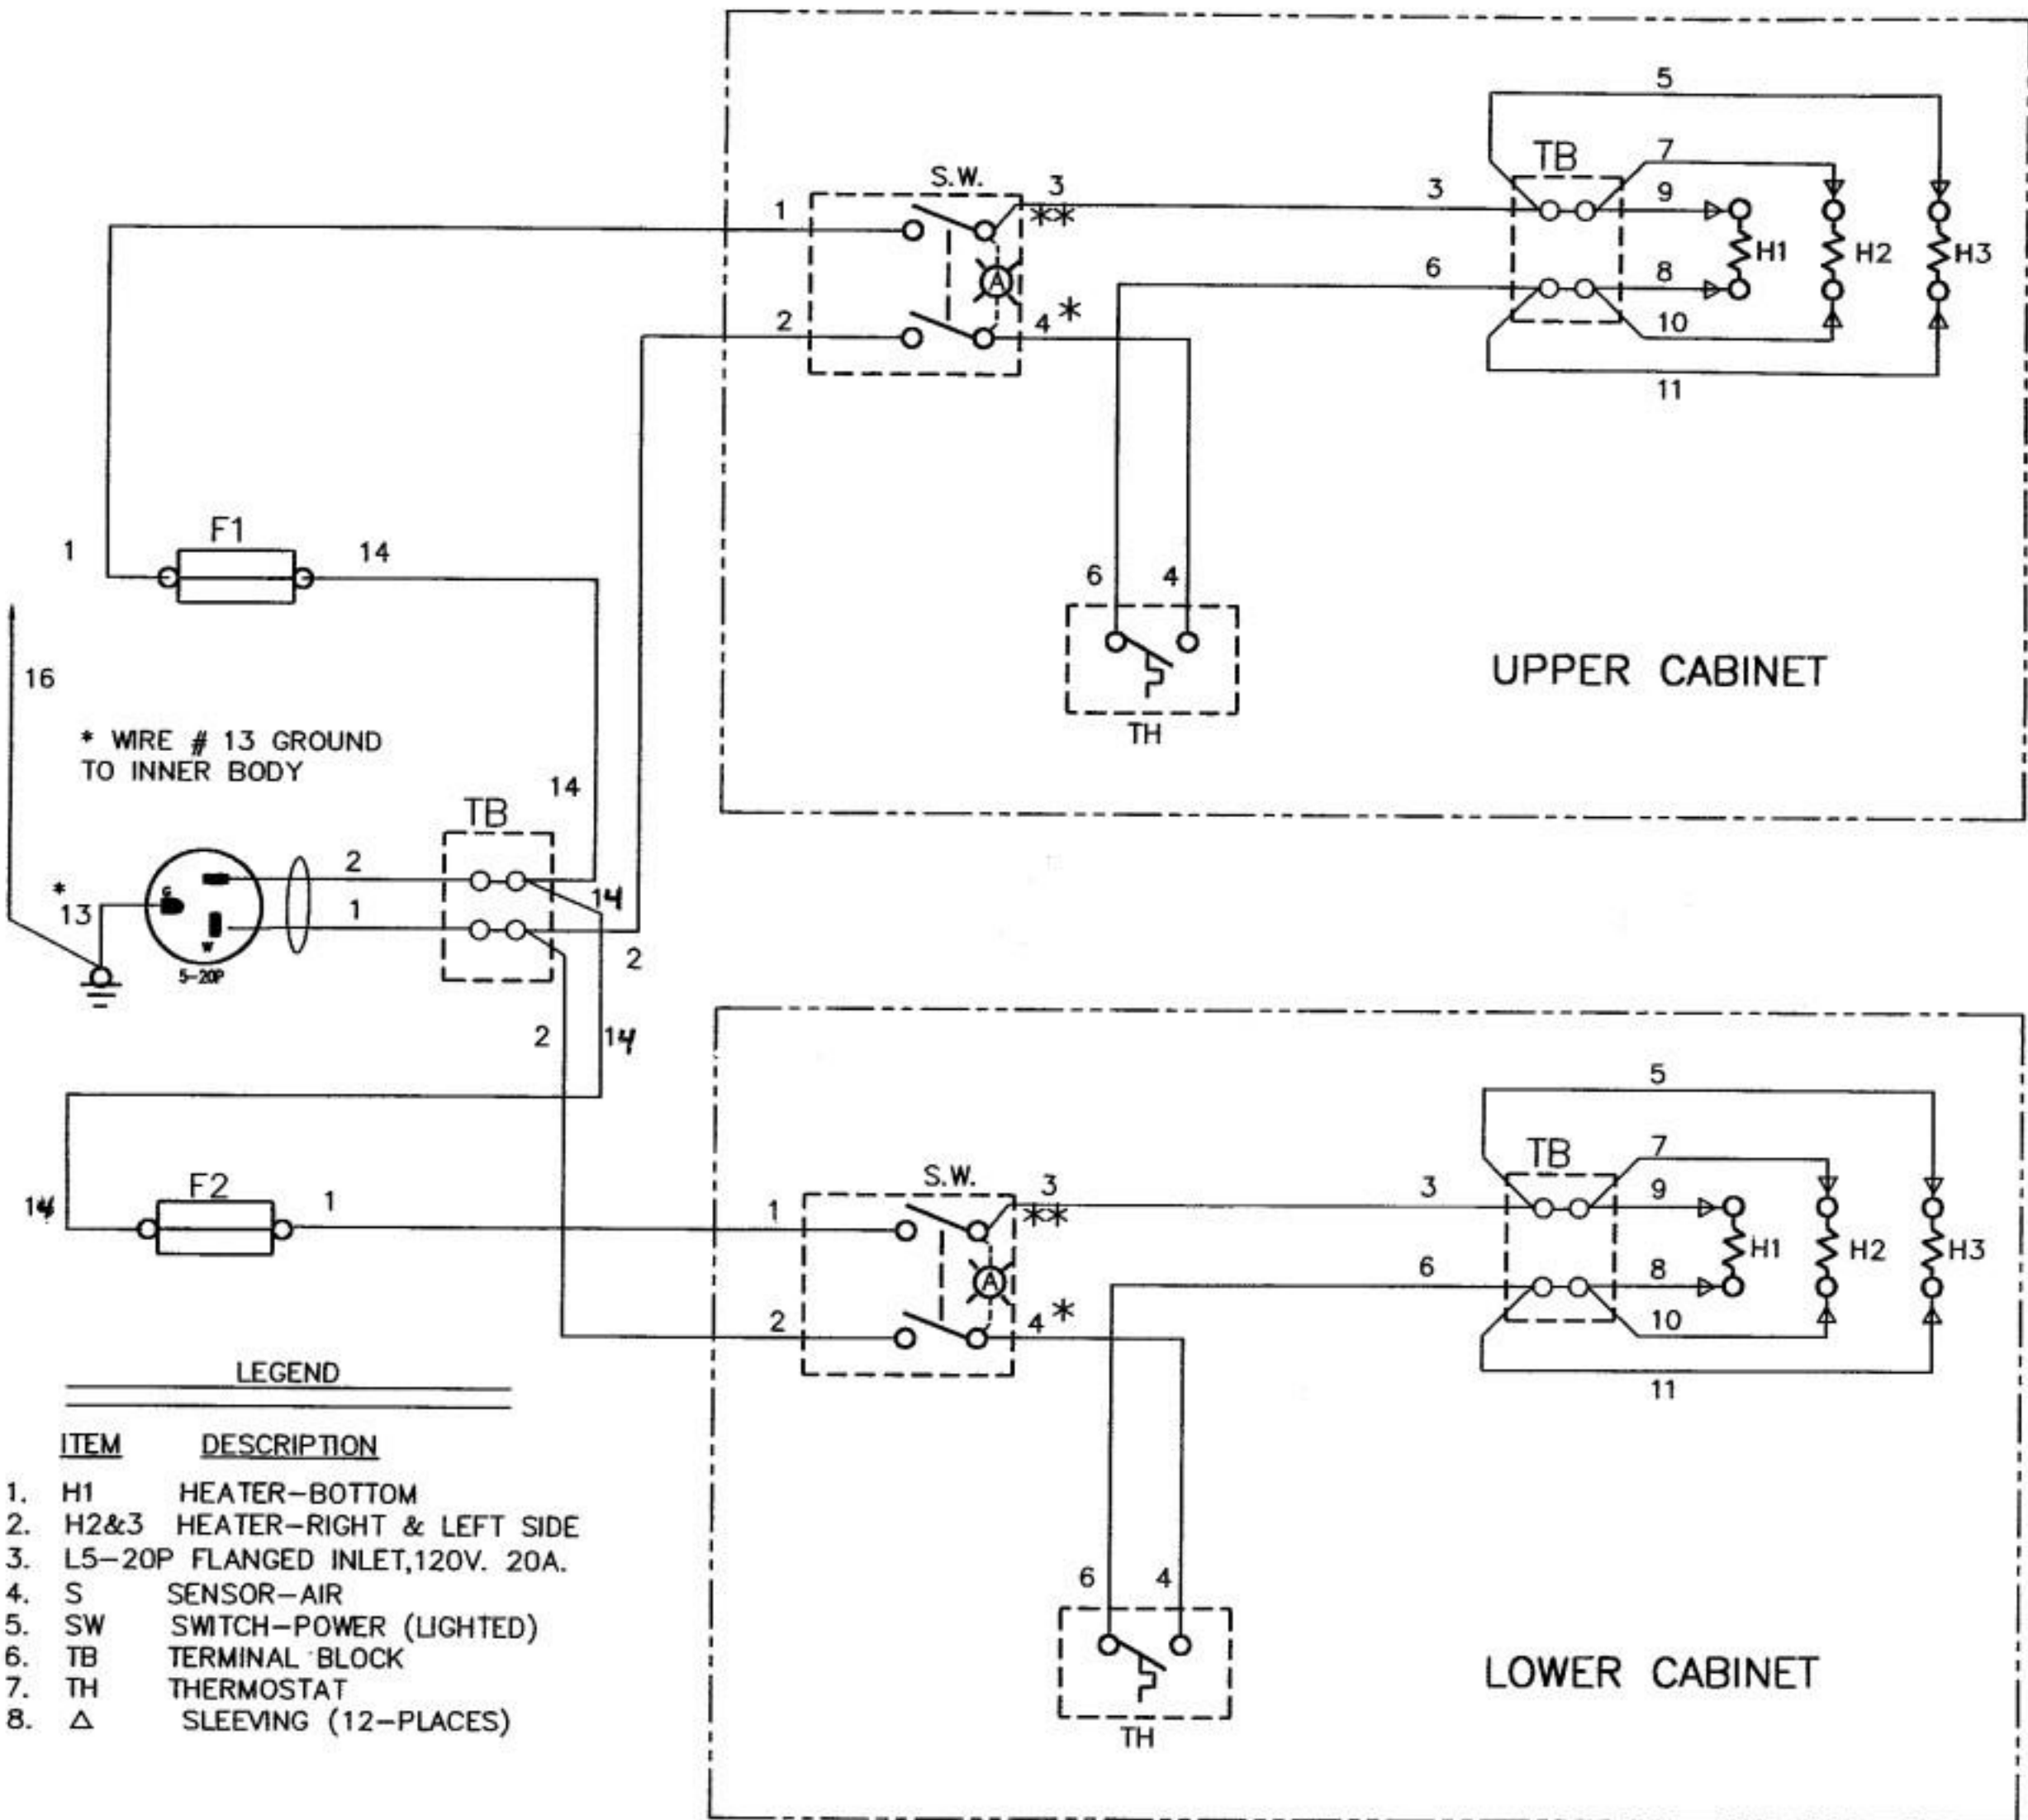 5
TB
7
S.W.
3
**
3
9
1
A
H1
H2
H3
6
8
2
4*
10
11
F1
1
14
6
4
16
UPPER CABINET
TH
* WIRE # 13 GROUND
TO INNER BODY
14
TB
2
*
13
G
14
1
W
2
5-20P
2
14
5
TB
7
S.W.
3
**
3
9
F2
14
1
1
A
H1
H2
H3
6
8
2
4*
10
11
LEGEND
ITEM DESCRIPTION
1. H1 HEATER-BOTTOM
2. H2&3 HEATER-RIGHT & LEFT SIDE
3. L5-20P FLANGED INLET,120V. 20A.
4. S SENSOR-AIR
5. SW SWITCH-POWER (LIGHTED)
6. TB TERMINAL BLOCK
7. TH THERMOSTAT
8. △ SLEEVING (12-PLACES)
6
4
LOWER CABINET
TH